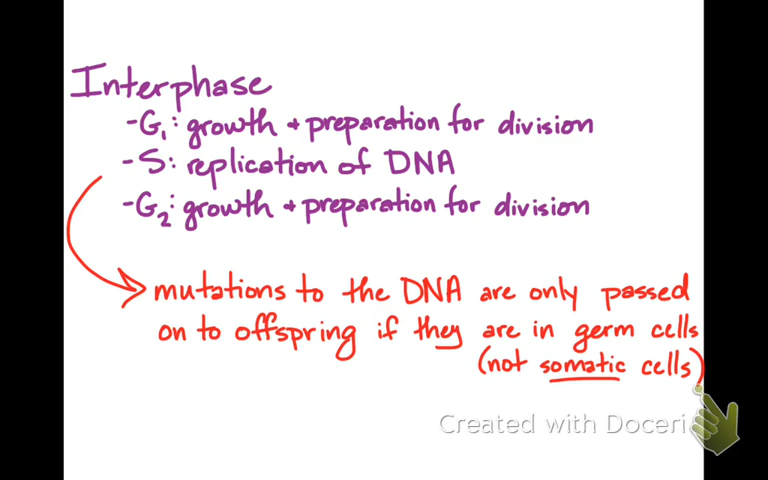 Interphase
-G₁: growth + preparation for division
-S: replication of DNA
-G₂: growth + preparation for division
mutations to the DNA are only passed
on to offspring if they are in germ cells
(not somatic cells)
Created with Doceri